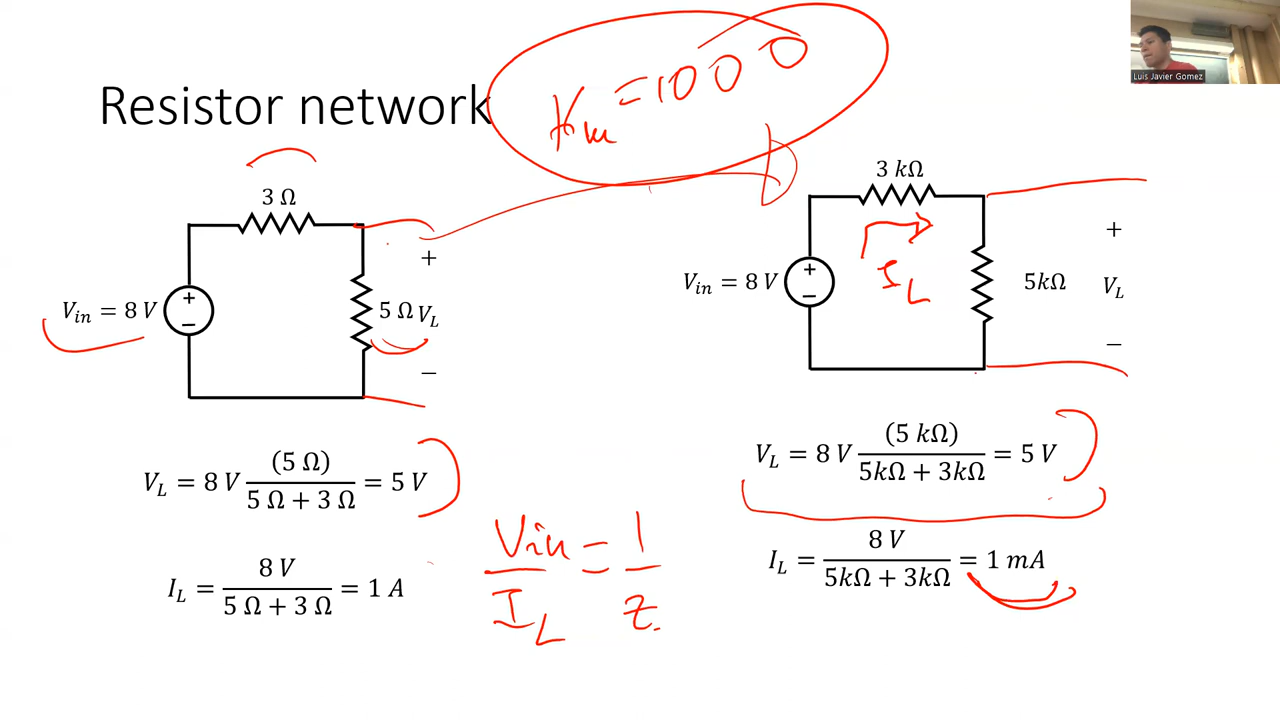 Resistor network
K_m = 1000
Luis Javier Gomez
3 Ω
V_in = 8 V
+
−
5 Ω
+
V_L
−
3 kΩ
I_L
V_in = 8 V
+
−
5kΩ
+
V_L
−
V_L = 8 V (5 Ω) / (5 Ω + 3 Ω) = 5 V
I_L = 8 V / (5 Ω + 3 Ω) = 1 A
Vin / I_L = 1 / Z
V_L = 8 V (5 kΩ) / (5kΩ + 3kΩ) = 5 V
I_L = 8 V / (5kΩ + 3kΩ) = 1 mA